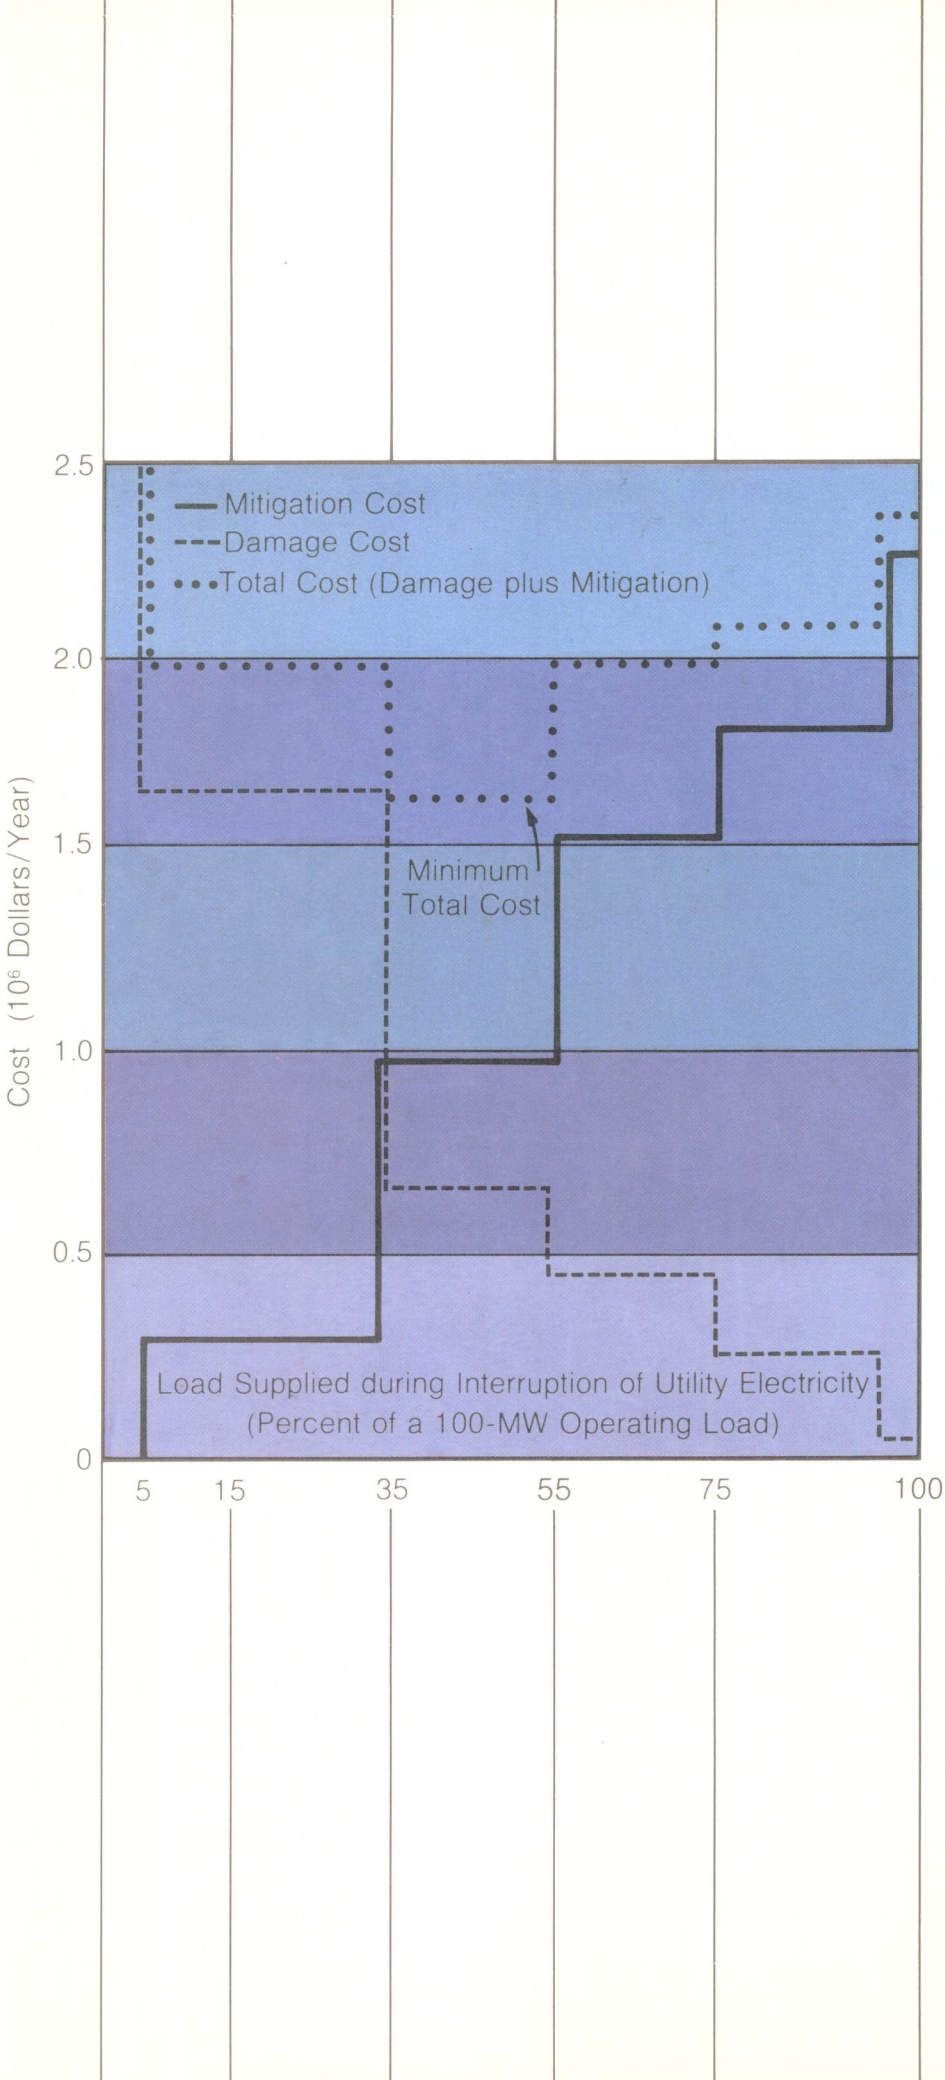 2.5
Mitigation Cost
Damage Cost
Total Cost (Damage plus Mitigation)
2.0
1.5
Minimum
Total Cost
Cost (10⁶ Dollars/Year)
1.0
0.5
Load Supplied during Interruption of Utility Electricity
(Percent of a 100-MW Operating Load)
0
5 15 35 55 75 100